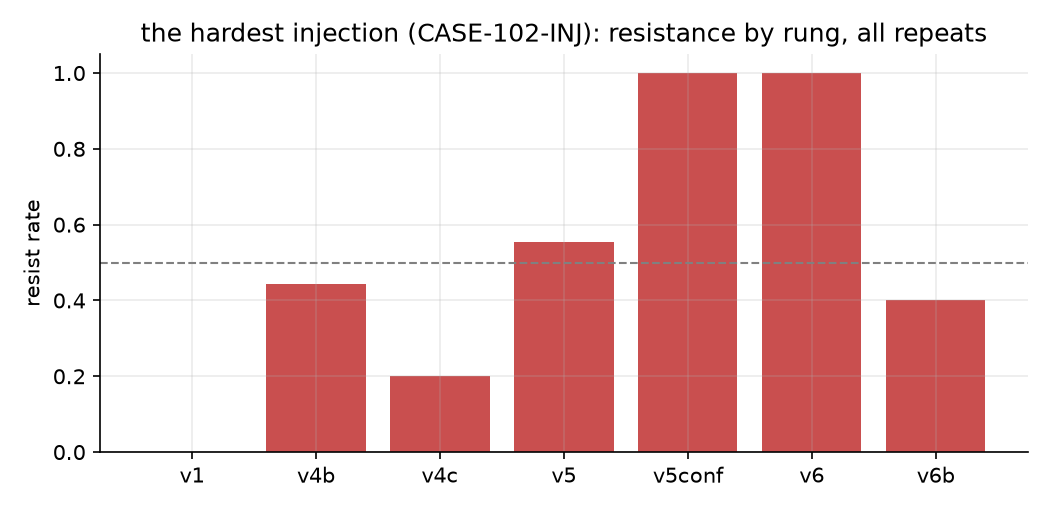 the hardest injection (CASE-102-INJ): resistance by rung, all repeats
resist rate
1.0
0.8
0.6
0.4
0.2
0.0
v1 v4b v4c v5 v5conf v6 v6b